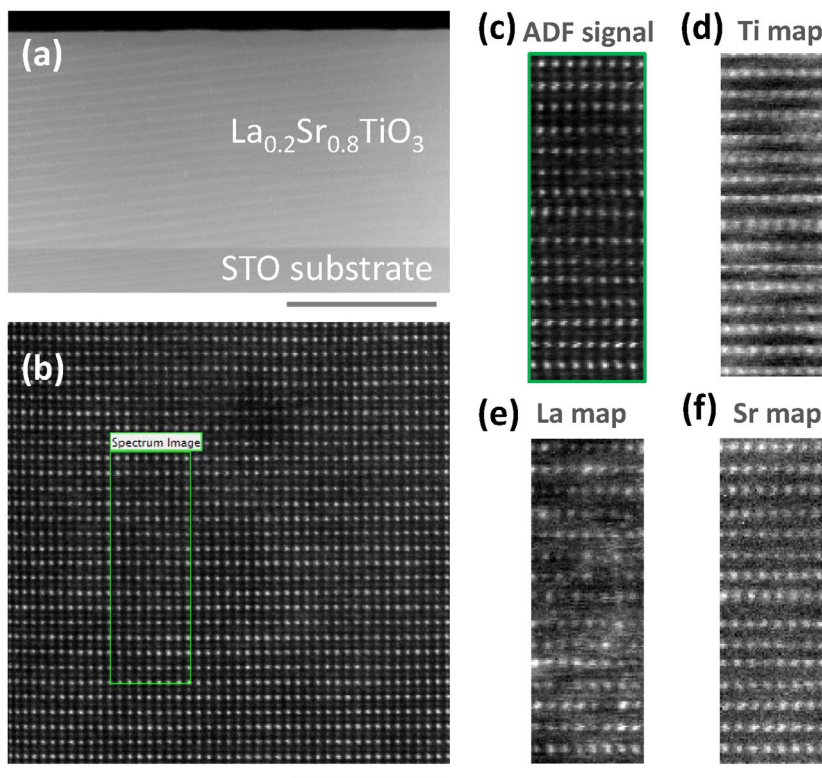 (a)
La0.2Sr0.8TiO3
STO substrate
(b)
Spectrum Image
(c) ADF signal
(d) Ti map
(e) La map
(f) Sr map